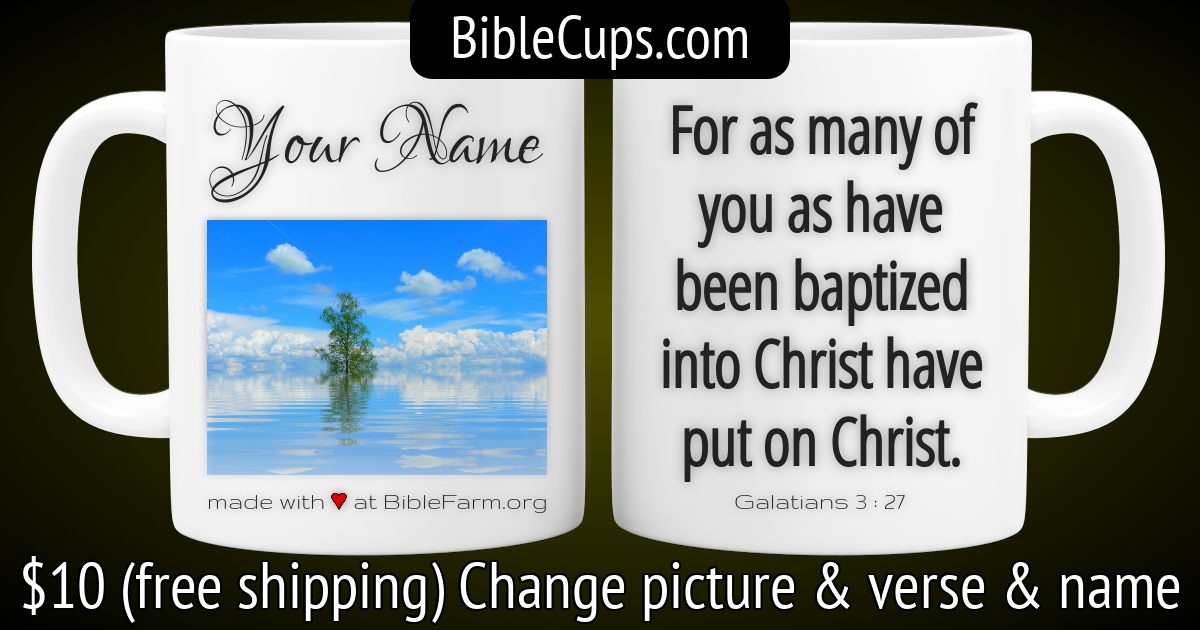 BibleCups.com
Your Name
made with ♥ at BibleFarm.org
For as many of
you as have
been baptized
into Christ have
put on Christ.
Galatians 3 : 27
$10 (free shipping) Change picture & verse & name